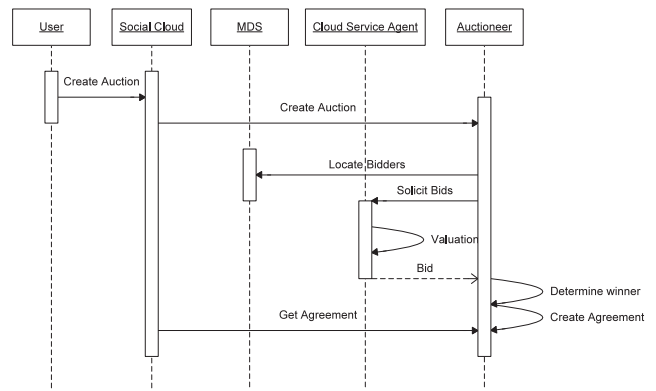 User
Social Cloud
MDS
Cloud Service Agent
Auctioneer
Create Auction
Create Auction
Locate Bidders
Solicit Bids
Valuation
Bid
Determine winner
Get Agreement
Create Agreement